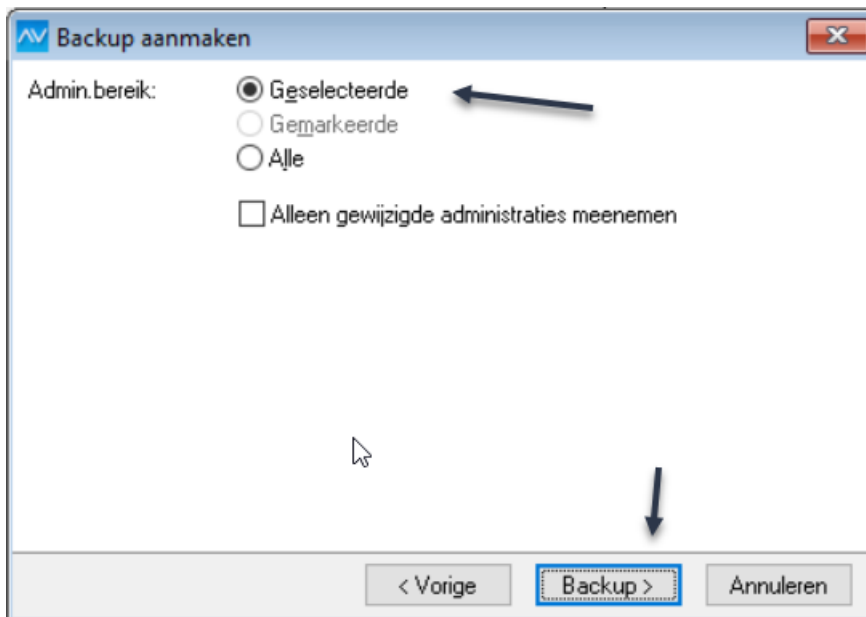 Backup aanmaken
Admin.bereik:
Geselecteerde
Gemarkeerde
Alle
Alleen gewijzigde administraties meenemen
< Vorige
Backup >
Annuleren